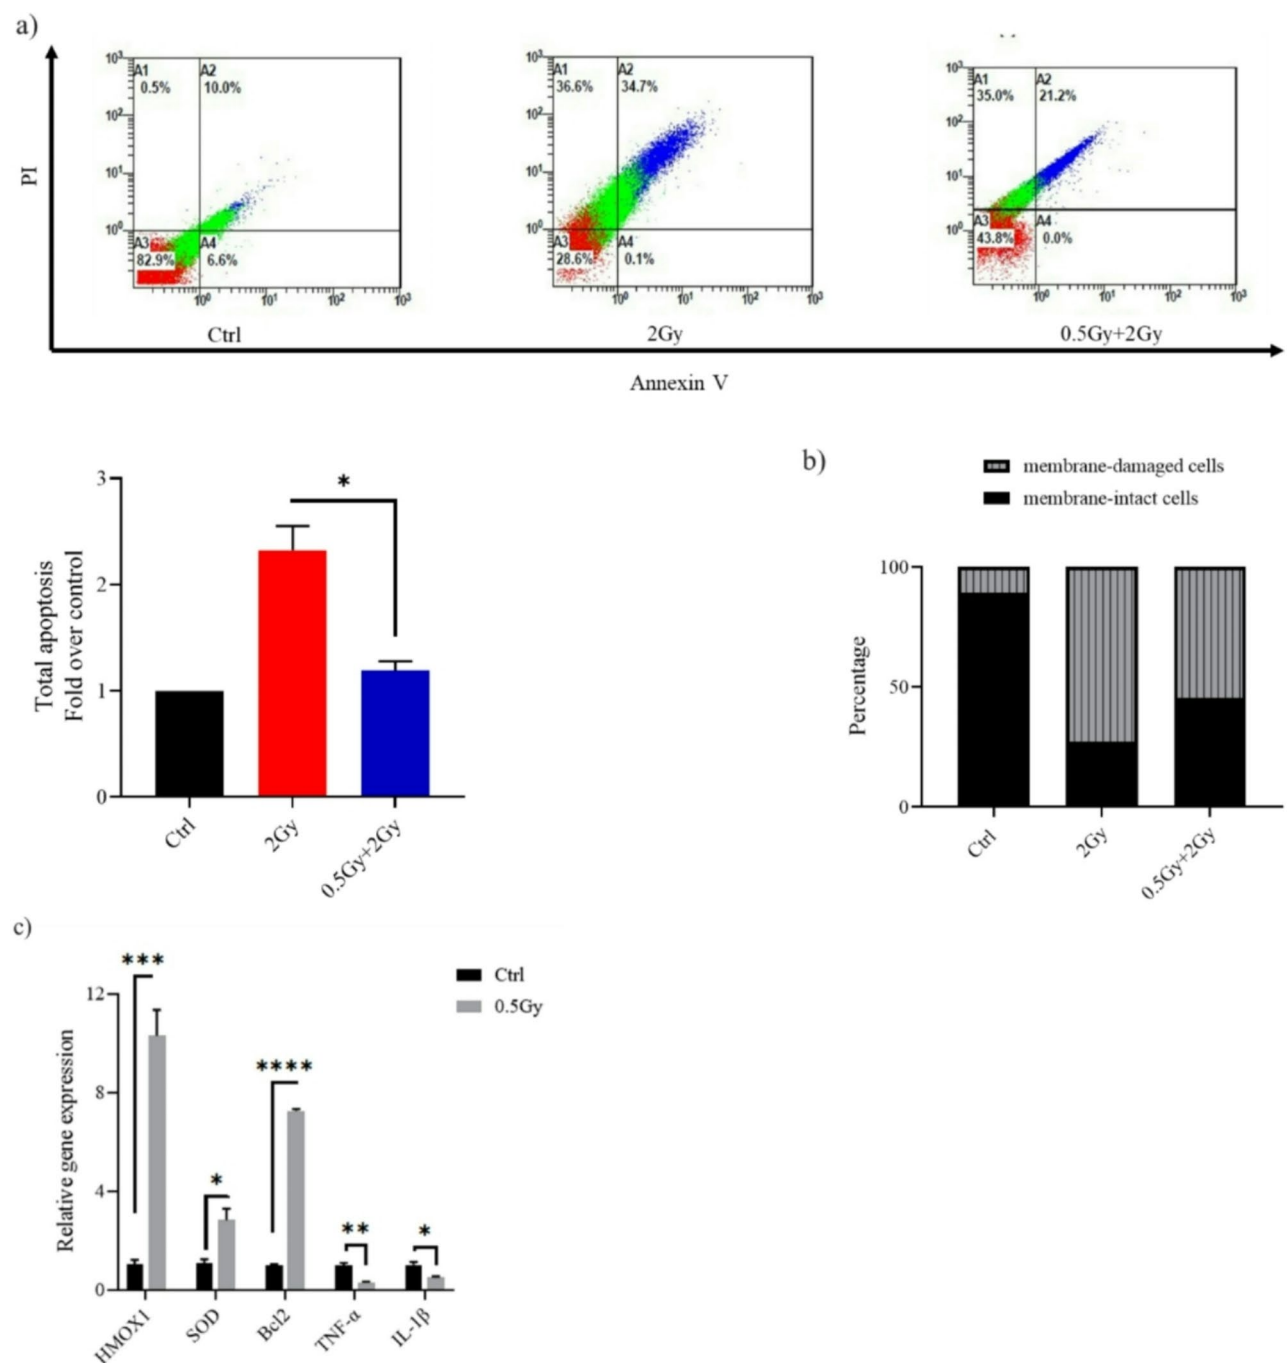 a)
PI
10³
10²
10¹
10⁰
A1
0.5%
A2
10.0%
A3
82.9%
A4
6.6%
10⁰ 10¹ 10² 10³
Ctrl
10³
10²
10¹
10⁰
A1
36.6%
A2
34.7%
A3
28.6%
A4
0.1%
10⁰ 10¹ 10² 10³
2Gy
10³
10²
10¹
10⁰
A1
35.0%
A2
21.2%
A3
43.8%
A4
0.0%
10⁰ 10¹ 10² 10³
0.5Gy+2Gy
Annexin V
Total apoptosis
Fold over control
3
2
1
0
*
Ctrl
2Gy
0.5Gy+2Gy
b)
membrane-damaged cells
membrane-intact cells
Percentage
100
50
0
Ctrl
2Gy
0.5Gy+2Gy
c)
Relative gene expression
12
8
4
0
***
*
****
**
*
Ctrl
0.5Gy
HMOX1
SOD
Bcl2
TNF-α
IL-1β